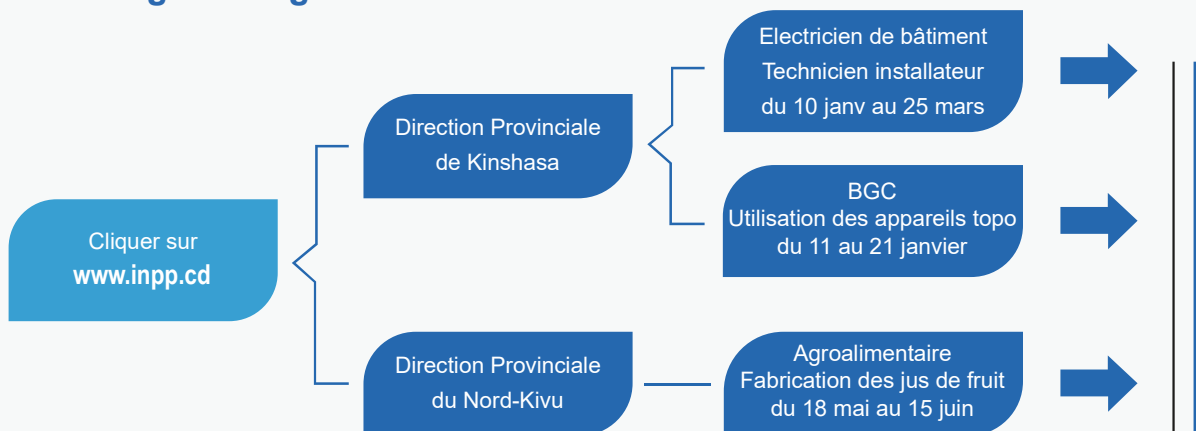 Cliquer sur
www.inpp.cd
Direction Provinciale
de Kinshasa
Electricien de bâtiment
Technicien installateur
du 10 janv au 25 mars
BGC
Utilisation des appareils topo
du 11 au 21 janvier
Direction Provinciale
du Nord-Kivu
Agroalimentaire
Fabrication des jus de fruit
du 18 mai au 15 juin